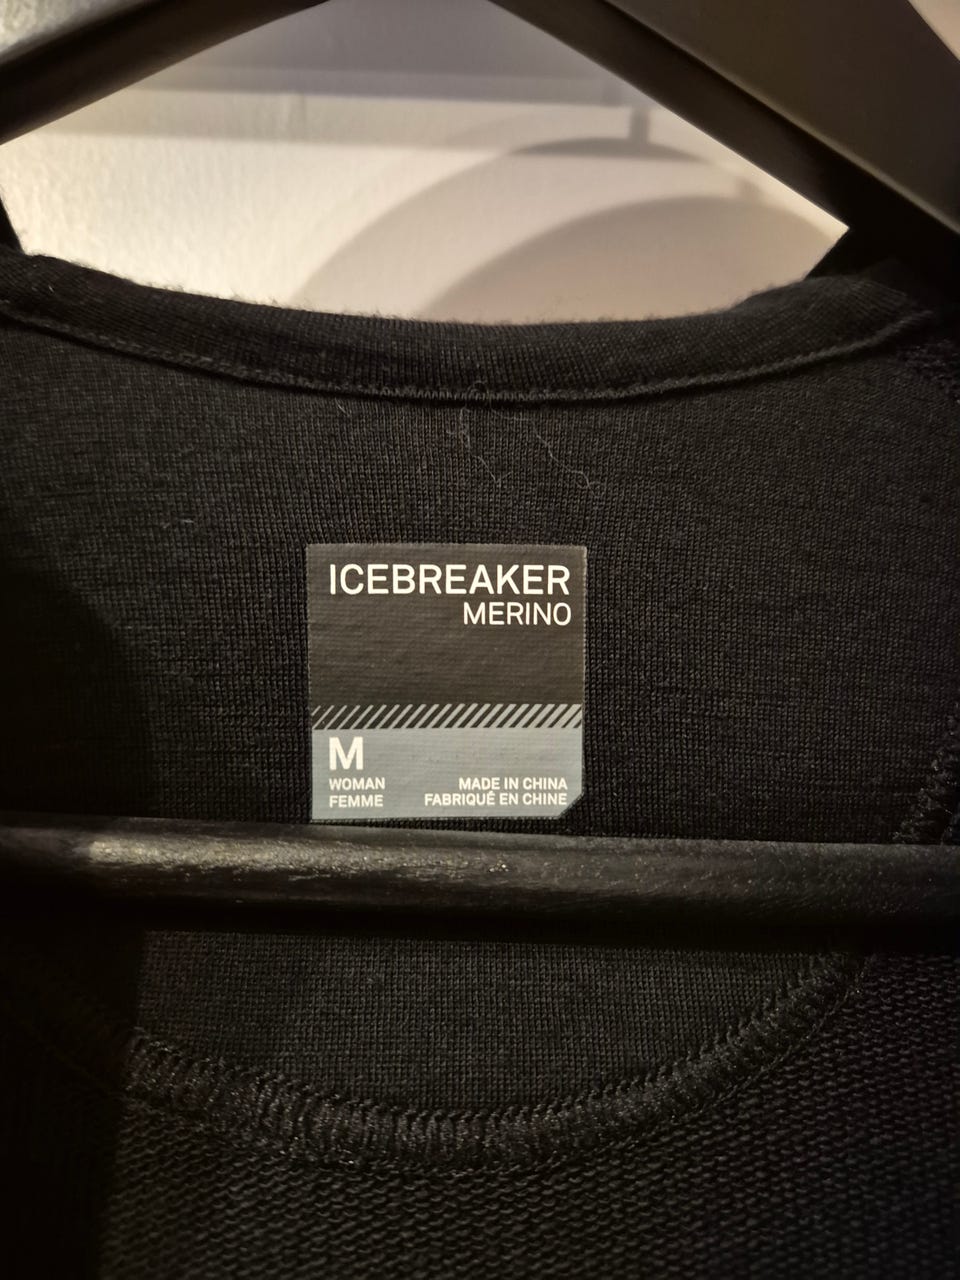 ICEBREAKER
MERINO
M
WOMAN
FEMME
MADE IN CHINA
FABRIQUÉ EN CHINE